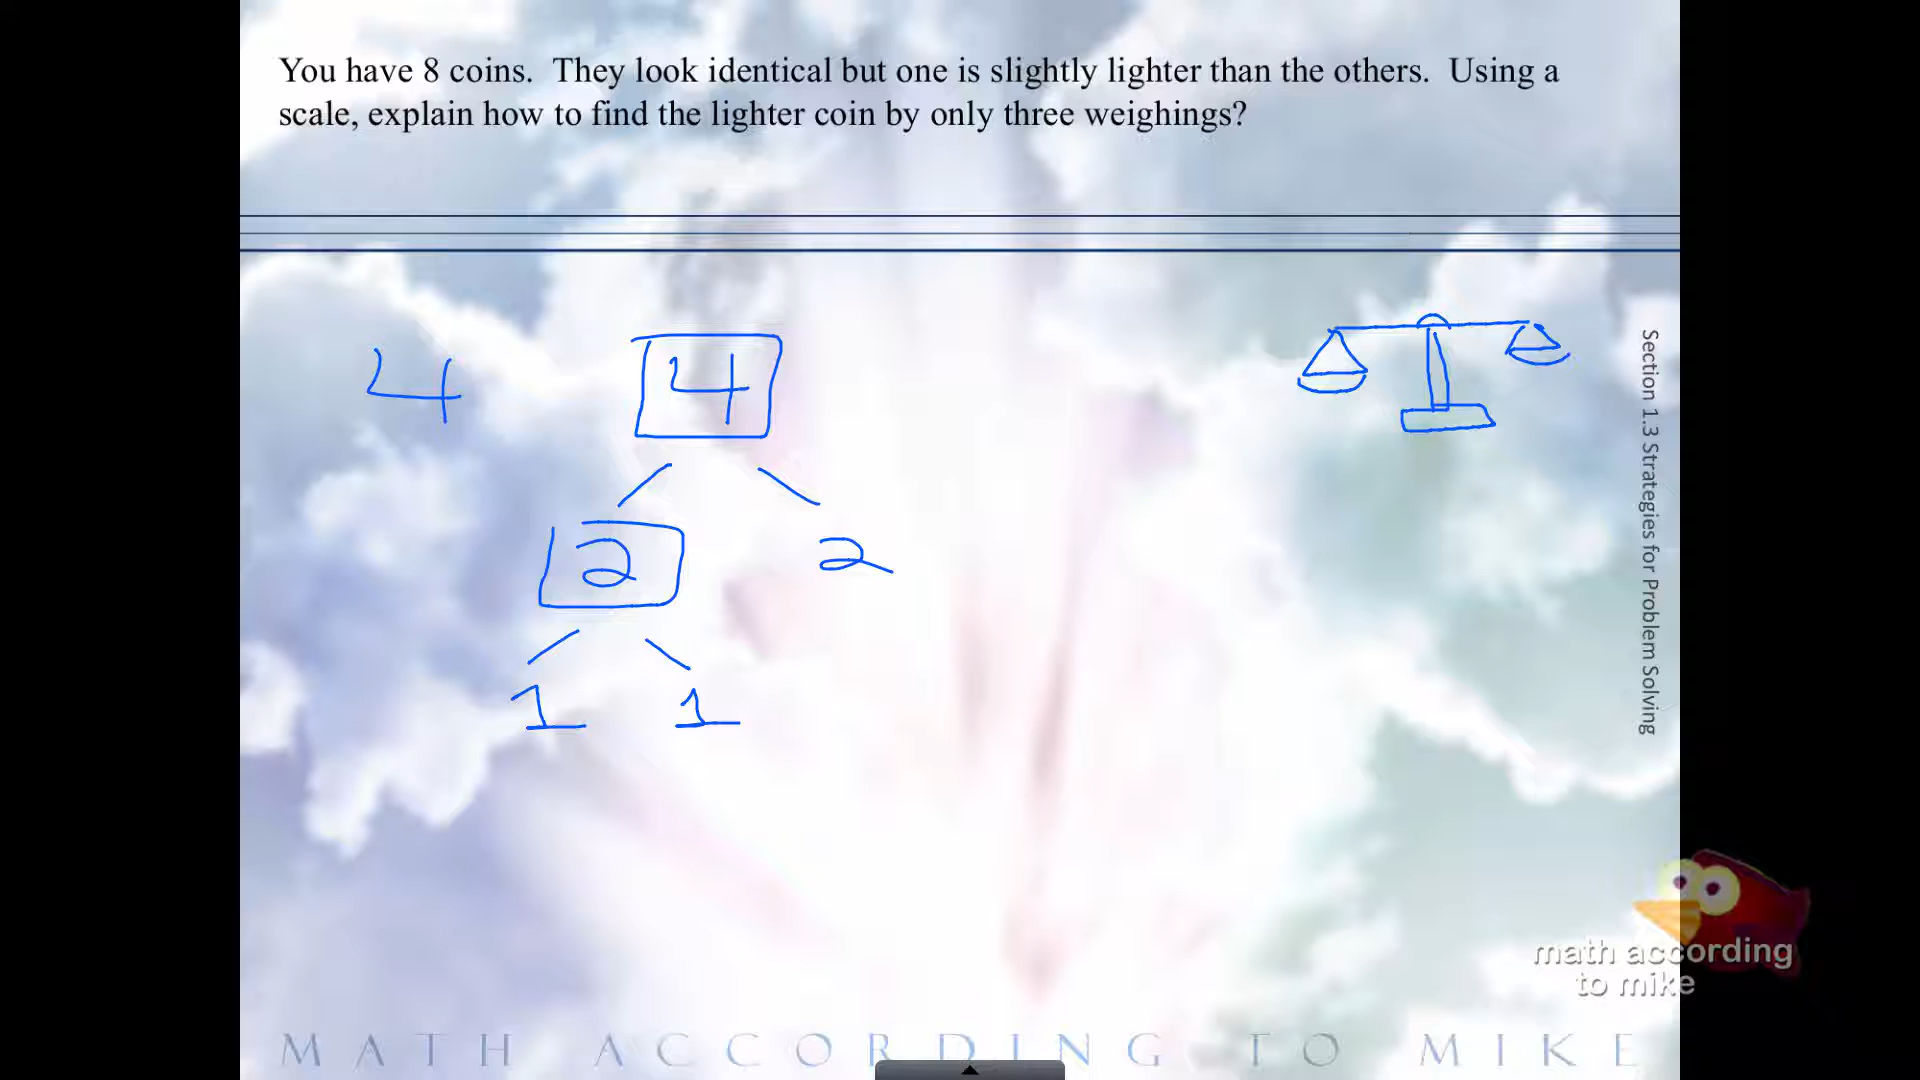 You have 8 coins.  They look identical but one is slightly lighter than the others.  Using a
scale, explain how to find the lighter coin by only three weighings?
4 4
2 2
1 1
Section 1.3 Strategies for Problem Solving
math according
to mike
MATH ACCORDING TO MIKE